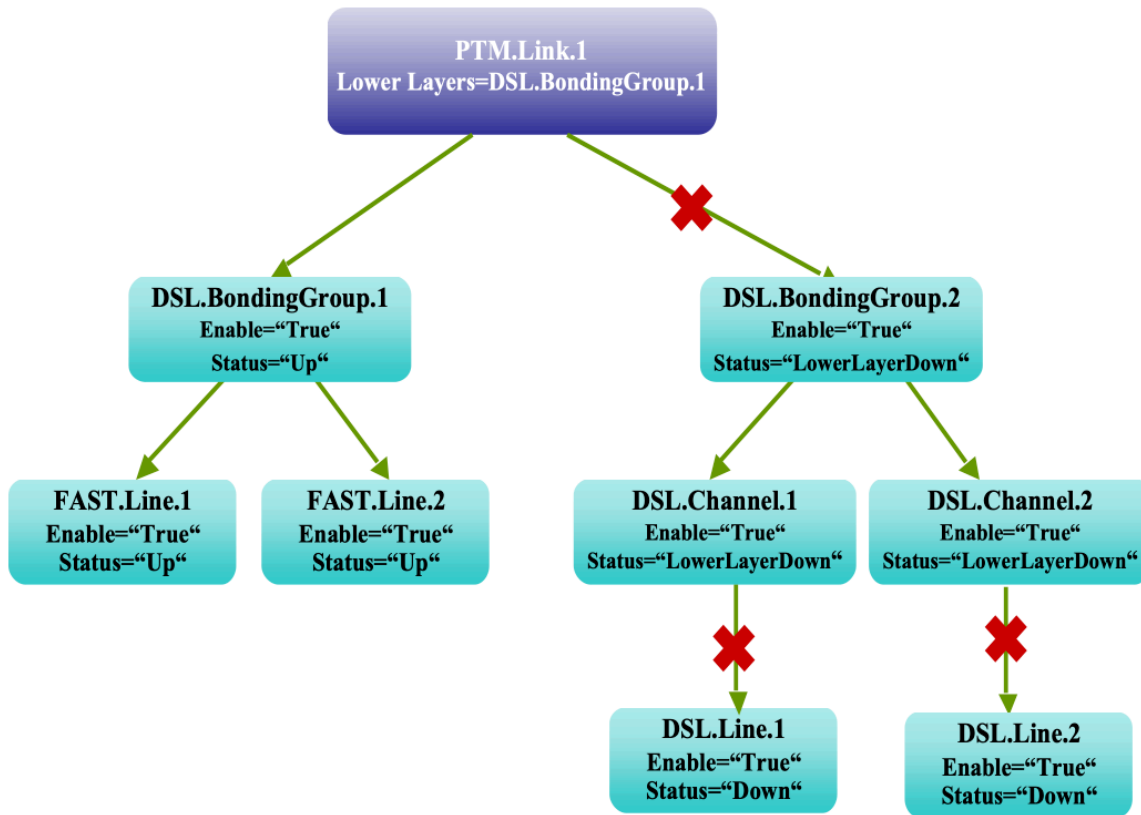 PTM.Link.1
Lower Layers=DSL.BondingGroup.1
DSL.BondingGroup.1
Enable=“True“
Status=“Up“
DSL.BondingGroup.2
Enable=“True“
Status=“LowerLayerDown“
FAST.Line.1
Enable=“True“
Status=“Up“
FAST.Line.2
Enable=“True“
Status=“Up“
DSL.Channel.1
Enable=“True“
Status=“LowerLayerDown“
DSL.Channel.2
Enable=“True“
Status=“LowerLayerDown“
DSL.Line.1
Enable=“True“
Status=“Down“
DSL.Line.2
Enable=“True“
Status=“Down“